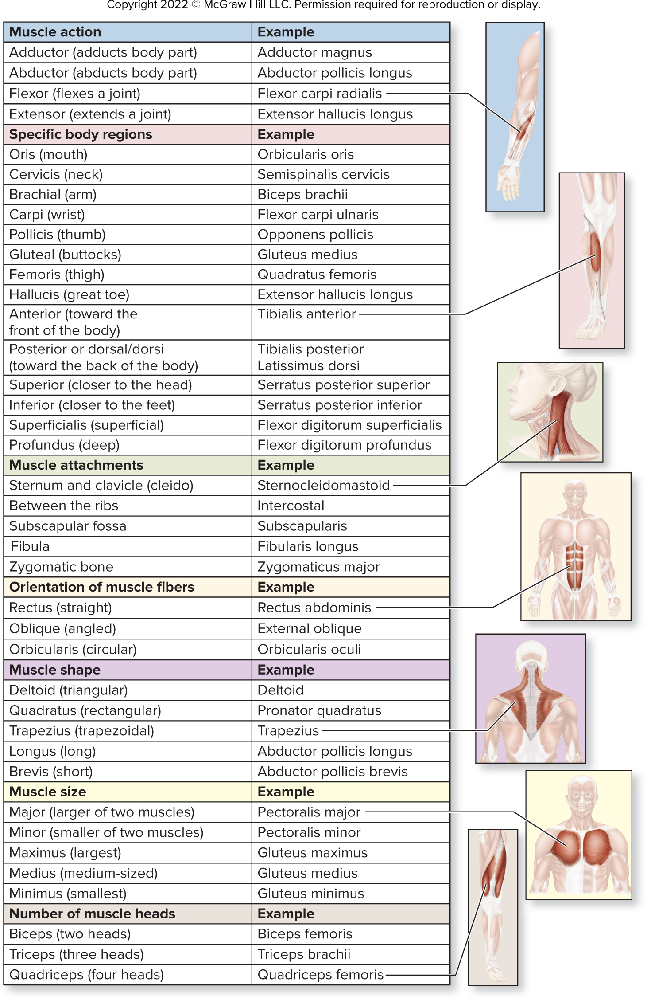 Copyright 2022 © McGraw Hill LLC. Permission required for reproduction or display.
Muscle action Example
Adductor (adducts body part) Adductor magnus
Abductor (abducts body part) Abductor pollicis longus
Flexor (flexes a joint) Flexor carpi radialis
Extensor (extends a joint) Extensor hallucis longus
Specific body regions Example
Oris (mouth) Orbicularis oris
Cervicis (neck) Semispinalis cervicis
Brachial (arm) Biceps brachii
Carpi (wrist) Flexor carpi ulnaris
Pollicis (thumb) Opponens pollicis
Gluteal (buttocks) Gluteus medius
Femoris (thigh) Quadratus femoris
Hallucis (great toe) Extensor hallucis longus
Anterior (toward the Tibialis anterior
front of the body)
Posterior or dorsal/dorsi Tibialis posterior
(toward the back of the body) Latissimus dorsi
Superior (closer to the head) Serratus posterior superior
Inferior (closer to the feet) Serratus posterior inferior
Superficialis (superficial) Flexor digitorum superficialis
Profundus (deep) Flexor digitorum profundus
Muscle attachments Example
Sternum and clavicle (cleido) Sternocleidomastoid
Between the ribs Intercostal
Subscapular fossa Subscapularis
Fibula Fibularis longus
Zygomatic bone Zygomaticus major
Orientation of muscle fibers Example
Rectus (straight) Rectus abdominis
Oblique (angled) External oblique
Orbicularis (circular) Orbicularis oculi
Muscle shape Example
Deltoid (triangular) Deltoid
Quadratus (rectangular) Pronator quadratus
Trapezius (trapezoidal) Trapezius
Longus (long) Abductor pollicis longus
Brevis (short) Abductor pollicis brevis
Muscle size Example
Major (larger of two muscles) Pectoralis major
Minor (smaller of two muscles) Pectoralis minor
Maximus (largest) Gluteus maximus
Medius (medium-sized) Gluteus medius
Minimus (smallest) Gluteus minimus
Number of muscle heads Example
Biceps (two heads) Biceps femoris
Triceps (three heads) Triceps brachii
Quadriceps (four heads) Quadriceps femoris